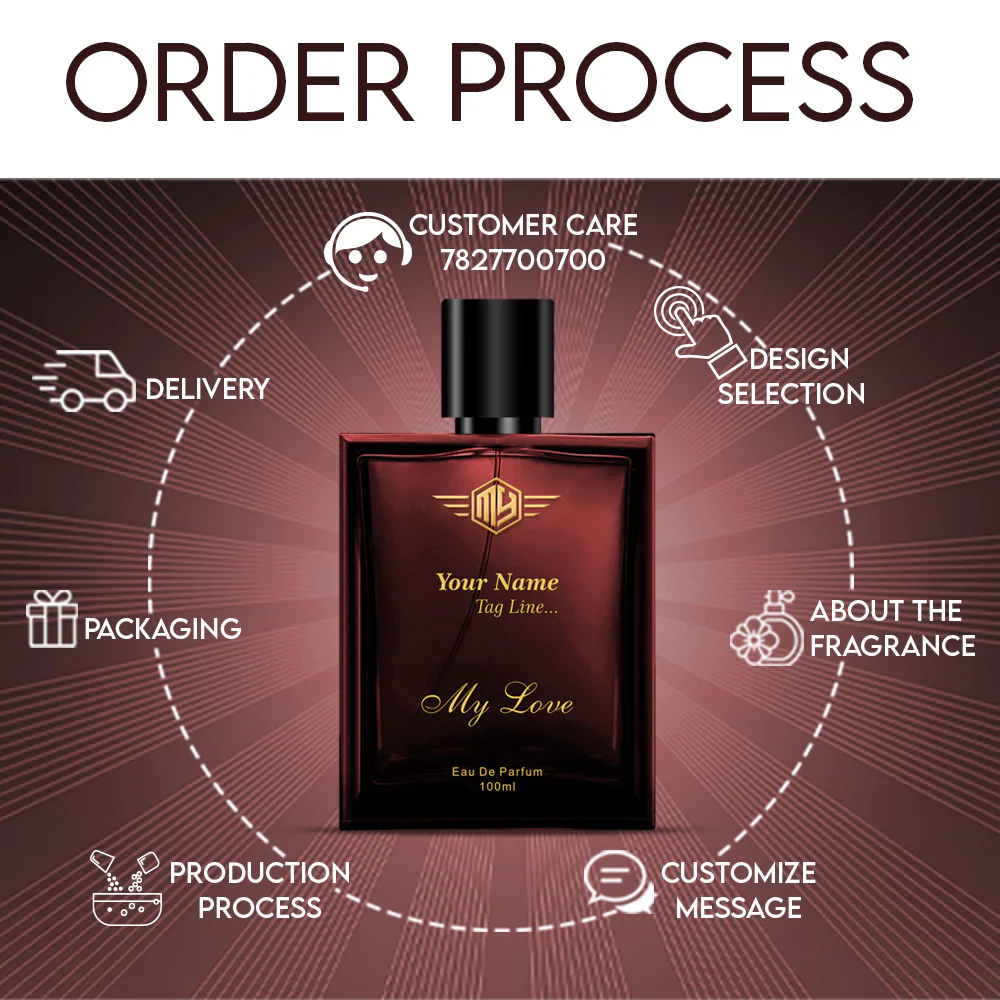 ORDER PROCESS
CUSTOMER CARE
7827700700
DESIGN
SELECTION
DELIVERY
MY
Your Name
Tag Line...
ABOUT THE
FRAGRANCE
PACKAGING
My Love
Eau De Parfum
100ml
PRODUCTION
PROCESS
CUSTOMIZE
MESSAGE